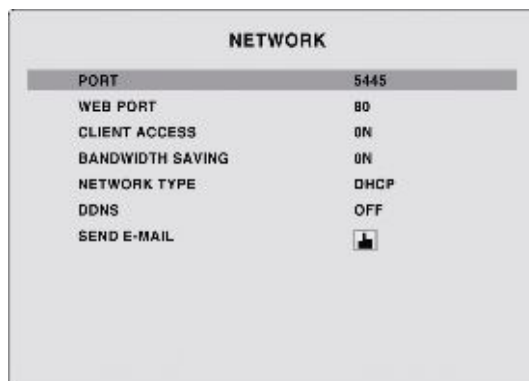 NETWORK
PORT 5445
WEB PORT 80
CLIENT ACCESS ON
BANDWIDTH SAVING ON
NETWORK TYPE DHCP
DDNS OFF
SEND E-MAIL